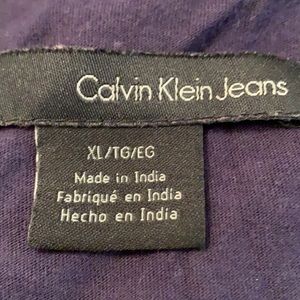 Calvin Klein Jeans
XL/TG/EG
Made in India
Fabriqué en India
Hecho en India